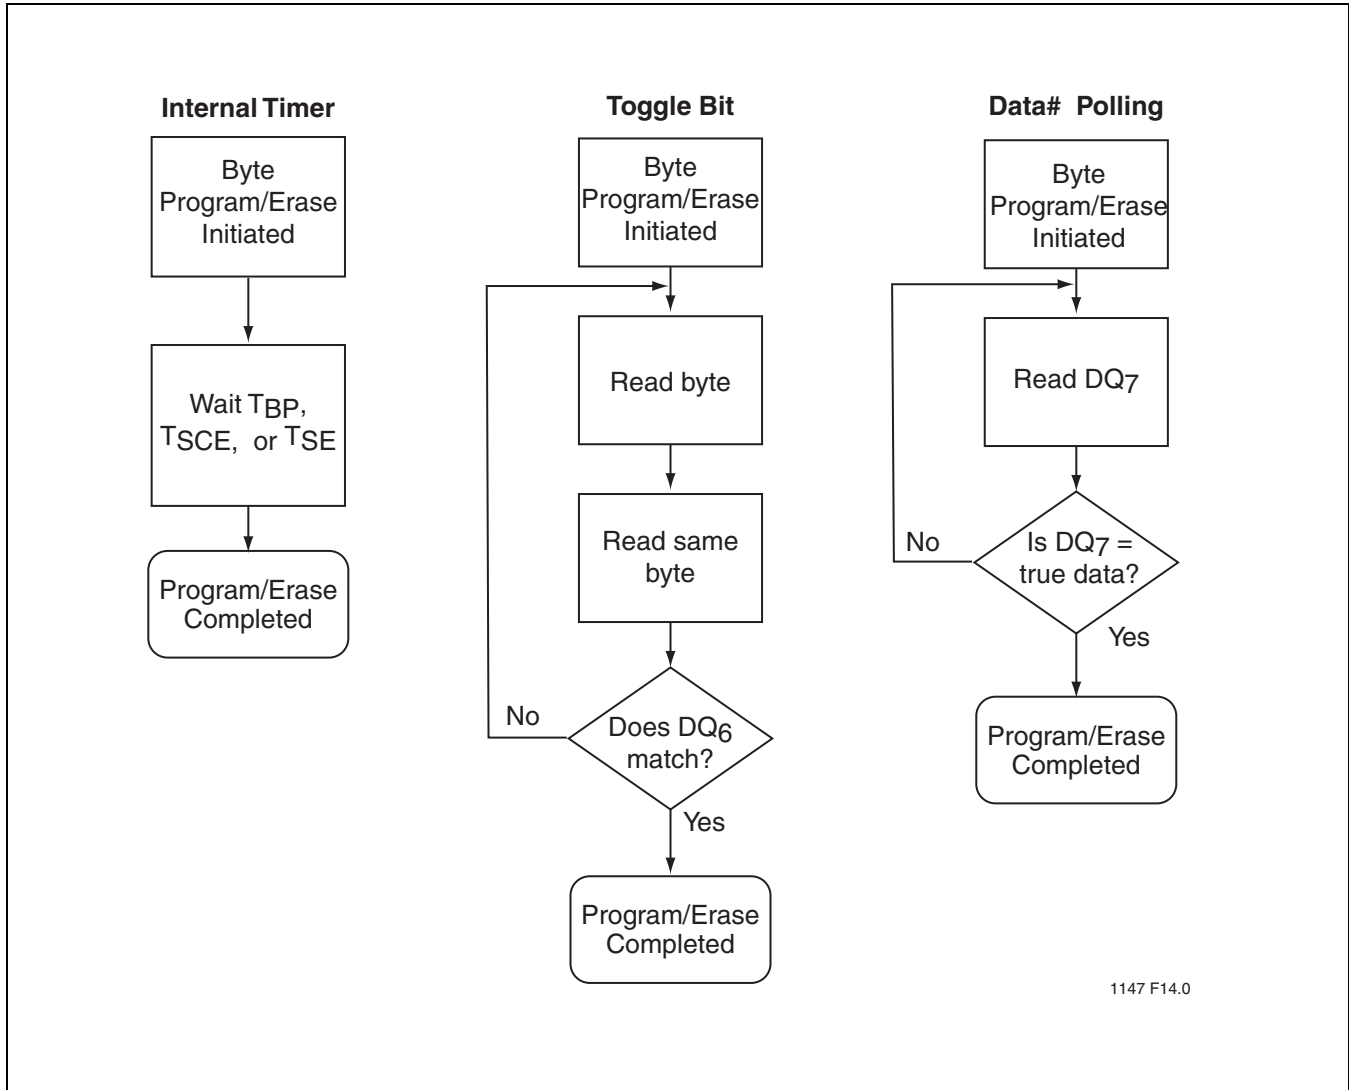 Internal Timer
Byte
Program/Erase
Initiated
Wait TBP,
TSCE, or TSE
Program/Erase
Completed
Toggle Bit
Byte
Program/Erase
Initiated
Read byte
Read same
byte
No
Does DQ6
match?
Yes
Program/Erase
Completed
Data# Polling
Byte
Program/Erase
Initiated
Read DQ7
No
Is DQ7 =
true data?
Yes
Program/Erase
Completed
1147 F14.0